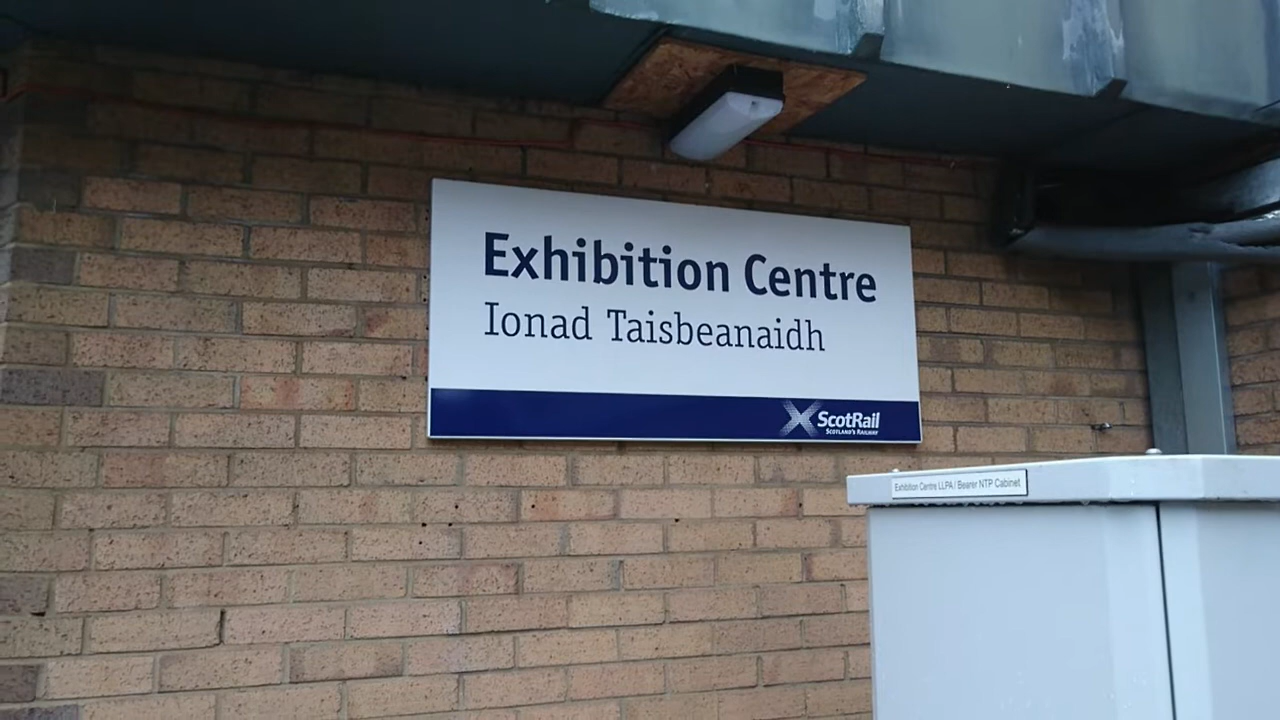 Exhibition Centre
Ionad Taisbeanaidh
ScotRail
SCOTLAND'S RAILWAY
Exhibition Centre LLPA / Bearer NTP Cabinet